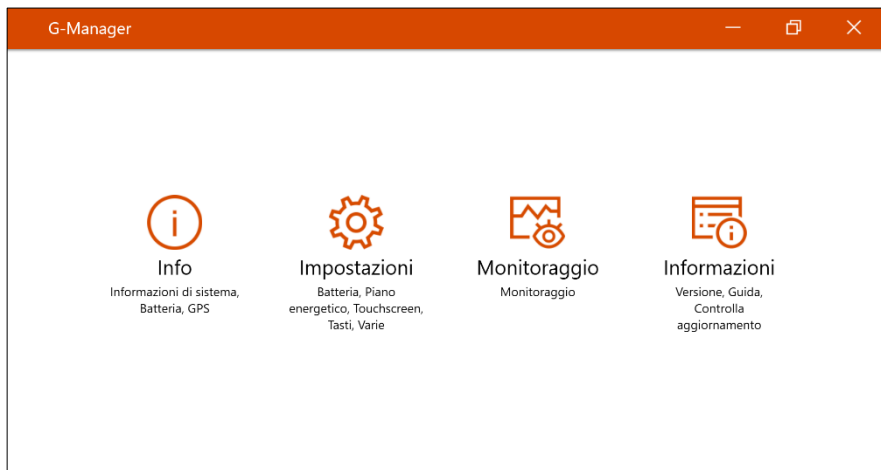 G-Manager
Info
Informazioni di sistema,
Batteria, GPS
Impostazioni
Batteria, Piano
energetico, Touchscreen,
Tasti, Varie
Monitoraggio
Monitoraggio
Informazioni
Versione, Guida,
Controlla
aggiornamento